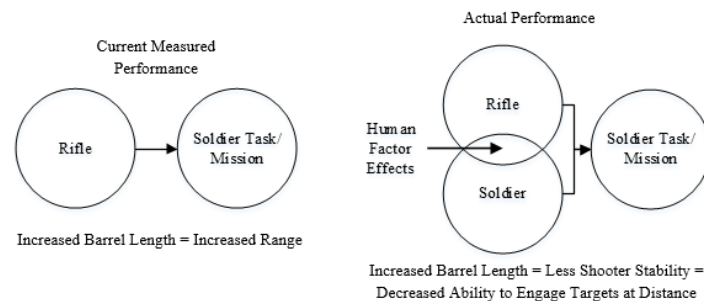 Current Measured
Performance
Rifle
Soldier Task/
Mission
Increased Barrel Length = Increased Range
Actual Performance
Rifle
Human
Factor
Effects
Soldier
Soldier Task/
Mission
Increased Barrel Length = Less Shooter Stability =
Decreased Ability to Engage Targets at Distance